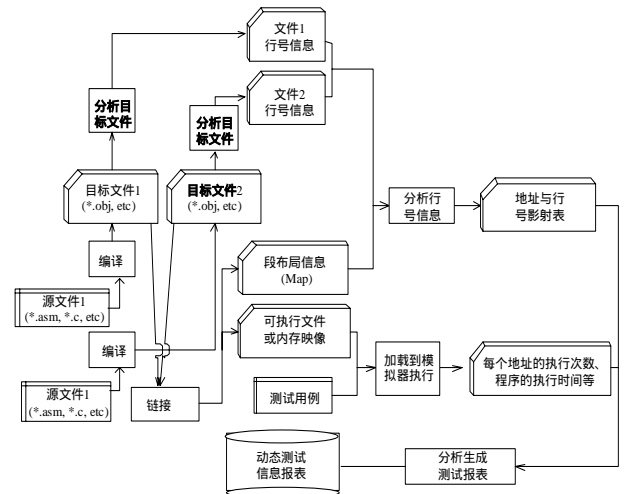 文件1
行号信息
文件2
行号信息
分析目
标文件
分析目
标文件
目标文件1
(*.obj, etc)
目标文件2
(*.obj, etc)
分析行
号信息
地址与行
号影射表
编译
段布局信息
(Map)
源文件1
(*.asm, *.c, etc)
可执行文件
或内存映像
编译
加载到模
拟器执行
每个地址的执行次数、
程序的执行时间等
源文件1
(*.asm, *.c, etc)
链接
测试用例
动态测试
信息报表
分析生成
测试报表